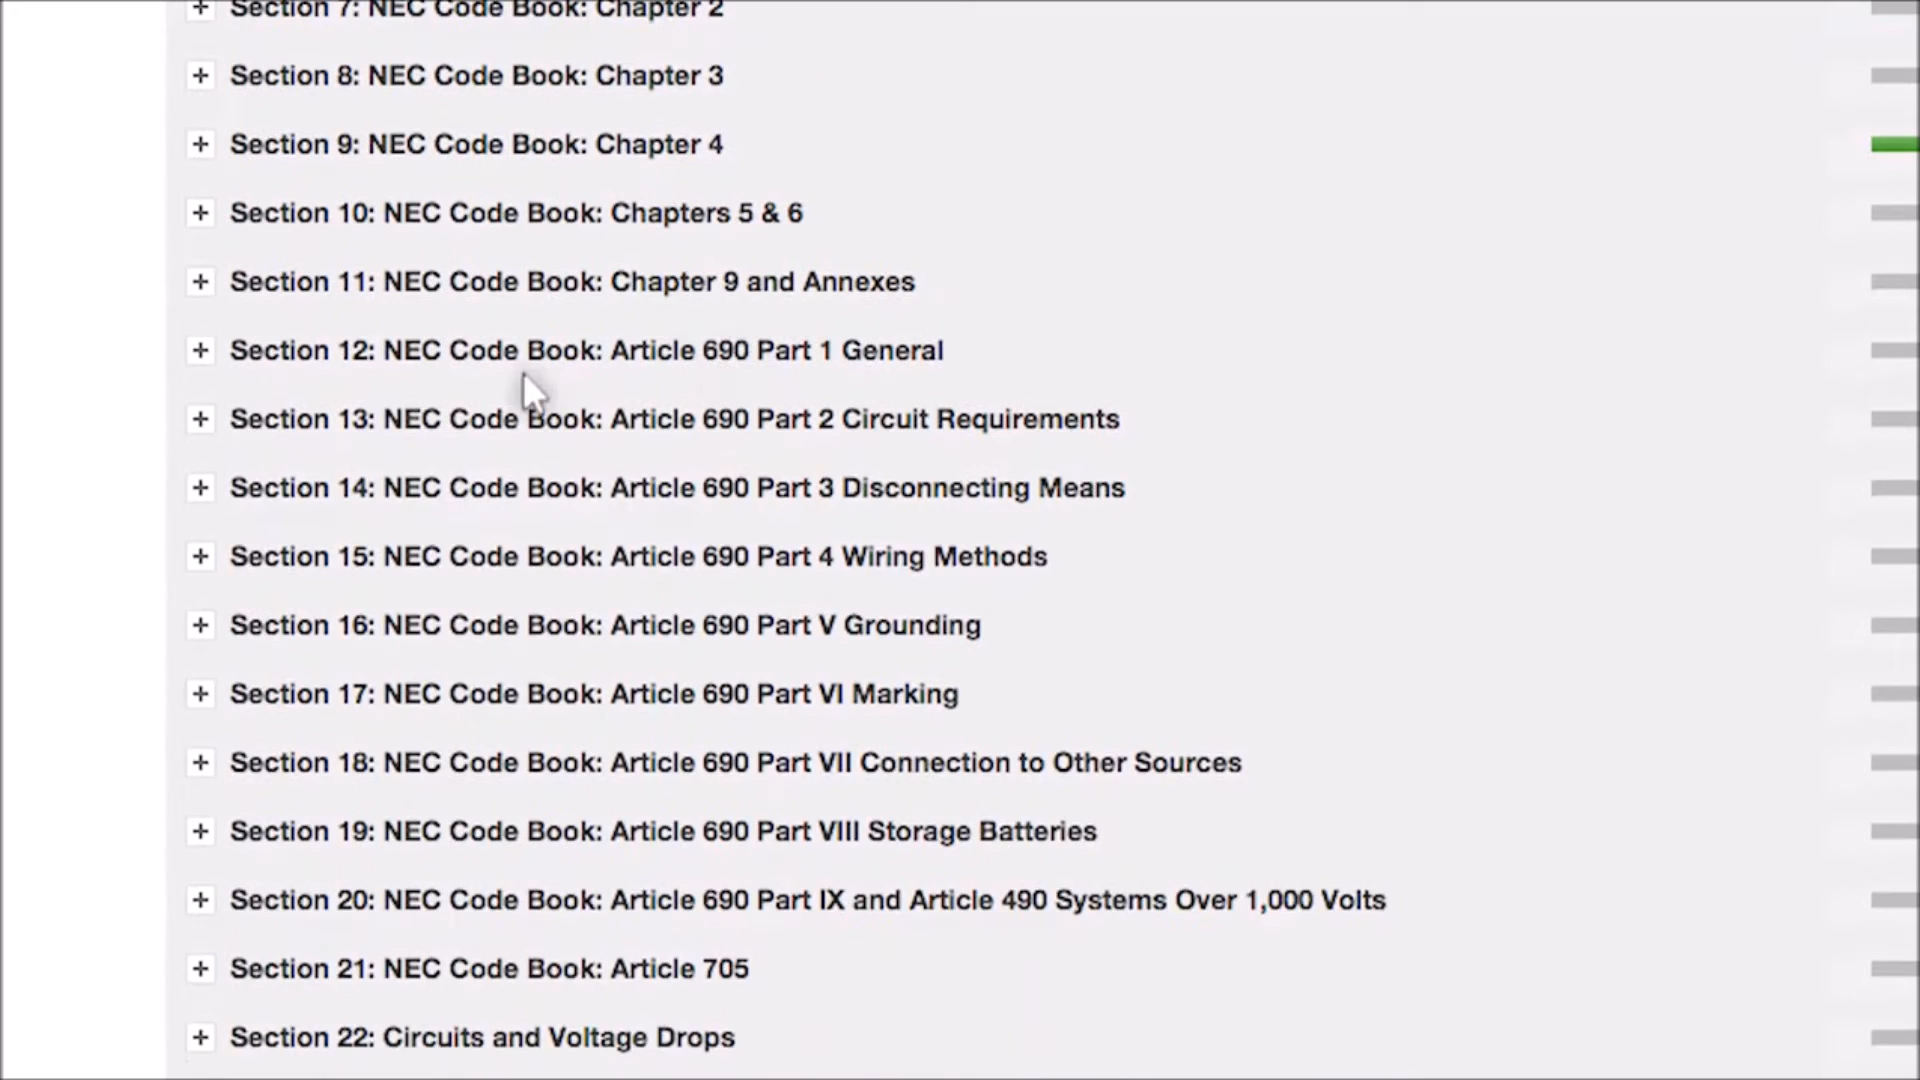 Section 7: NEC Code Book: Chapter 2
Section 8: NEC Code Book: Chapter 3
Section 9: NEC Code Book: Chapter 4
Section 10: NEC Code Book: Chapters 5 & 6
Section 11: NEC Code Book: Chapter 9 and Annexes
Section 12: NEC Code Book: Article 690 Part 1 General
Section 13: NEC Code Book: Article 690 Part 2 Circuit Requirements
Section 14: NEC Code Book: Article 690 Part 3 Disconnecting Means
Section 15: NEC Code Book: Article 690 Part 4 Wiring Methods
Section 16: NEC Code Book: Article 690 Part V Grounding
Section 17: NEC Code Book: Article 690 Part VI Marking
Section 18: NEC Code Book: Article 690 Part VII Connection to Other Sources
Section 19: NEC Code Book: Article 690 Part VIII Storage Batteries
Section 20: NEC Code Book: Article 690 Part IX and Article 490 Systems Over 1,000 Volts
Section 21: NEC Code Book: Article 705
Section 22: Circuits and Voltage Drops